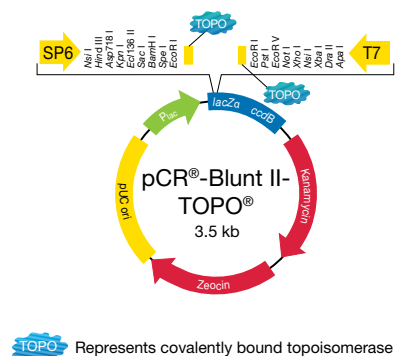 TOPO
SP6
Nsi I
Hind III
Asp718 I
Kpn I
Ecl136 II
Sac I
BamH I
Spe I
EcoR I
EcoR I
Pst I
EcoR V
Not I
Xho I
Nsi I
Xba I
Dra II
Apa I
T7
TOPO
Plac
lacZα ccdB
Kanamycin
pUC ori
pCR®-Blunt II-
TOPO®
3.5 kb
Zeocin
TOPO Represents covalently bound topoisomerase